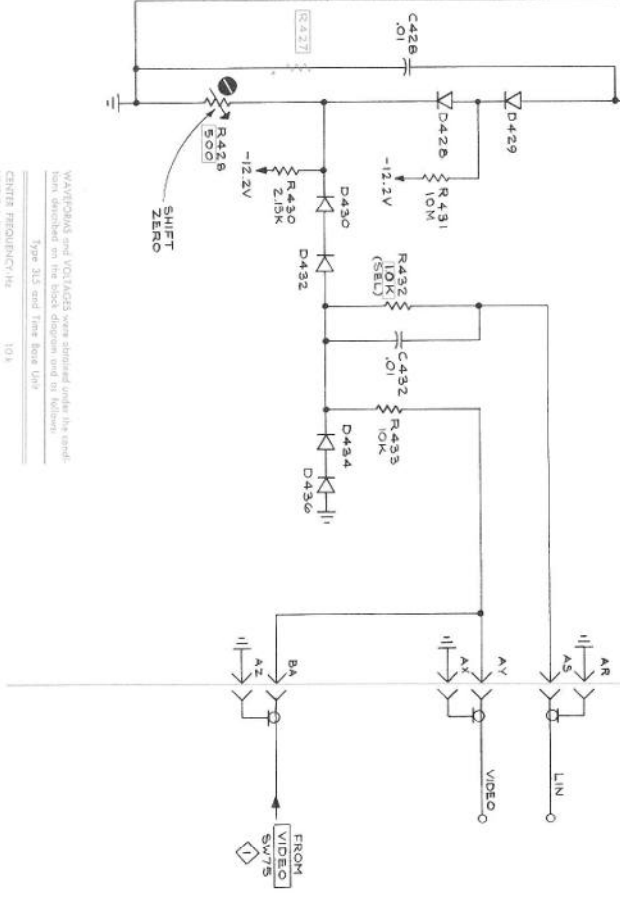 AR
AS
LIN
D429
D428
R431
10M
-12.2V
C428
.01
AY
AX
VIDEO
R432
10K
(SEL)
C432
.01
R433
10K
D430
D432
D434
D436
R427
R430
2.15K
-12.2V
BA
AZ
FROM
VIDEO
SW75
1
R428
500
SHIFT
ZERO
WAVEFORMS and VOLTAGES were obtained under the condi-
tions described on the block diagram and as follows:
Type 3L5 and Time Base Unit
CENTER FREQUENCY-Hz 10 k